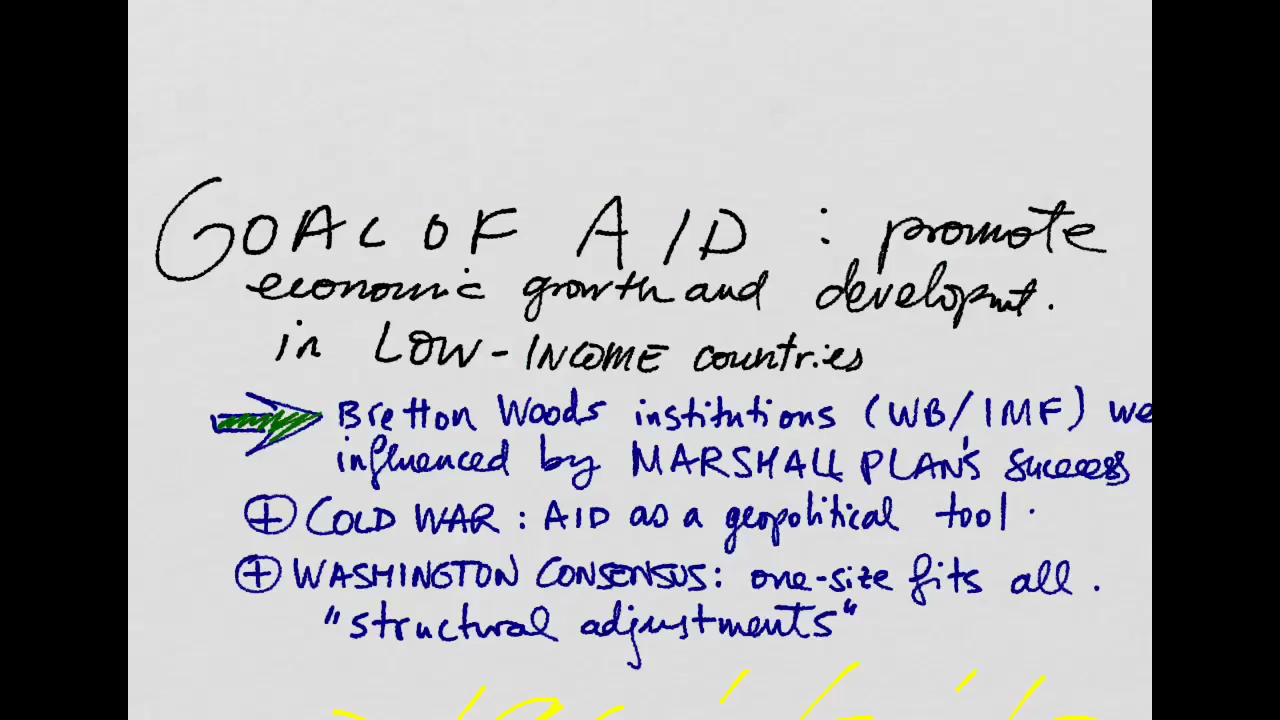 GOAL OF AID : promote
economic growth and developmt.
in LOW-INCOME countries
Bretton Woods institutions (WB/IMF) we
influenced by MARSHALL PLAN'S success
⊕ COLD WAR : AID as a geopolitical tool.
⊕ WASHINGTON CONSENSUS: one-size fits all.
"structural adjustments"